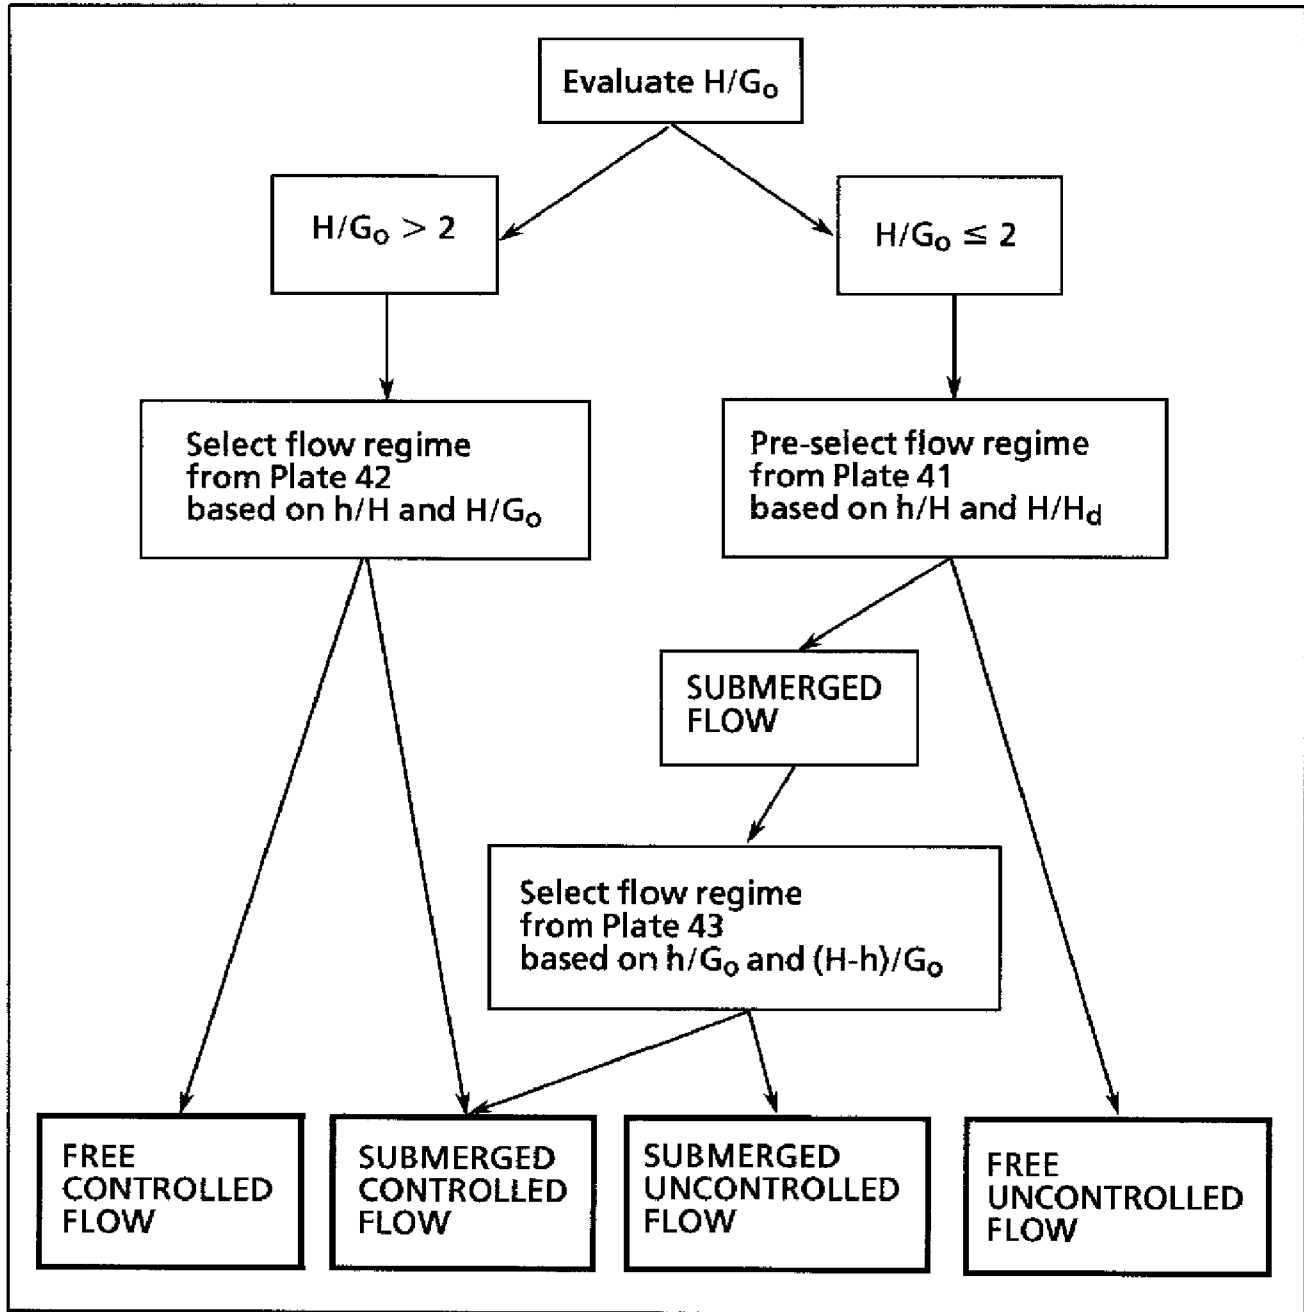 Evaluate H/Gₒ
H/Gₒ > 2
H/Gₒ ≤ 2
Select flow regime
from Plate 42
based on h/H and H/Gₒ
Pre-select flow regime
from Plate 41
based on h/H and H/H_d
SUBMERGED
FLOW
Select flow regime
from Plate 43
based on h/Gₒ and (H-h)/Gₒ
FREE
CONTROLLED
FLOW
SUBMERGED
CONTROLLED
FLOW
SUBMERGED
UNCONTROLLED
FLOW
FREE
UNCONTROLLED
FLOW